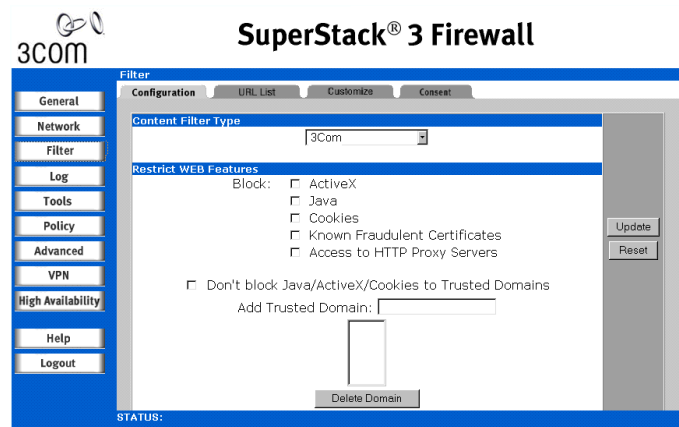 3COM
SuperStack® 3 Firewall
Filter
Configuration URL List Customize Consent
General
Network
Filter
Log
Tools
Policy
Advanced
VPN
High Availability
Help
Logout
Content Filter Type
3Com
Restrict WEB Features
Block: ActiveX
Java
Cookies
Known Fraudulent Certificates
Access to HTTP Proxy Servers
Don't block Java/ActiveX/Cookies to Trusted Domains
Add Trusted Domain:
Delete Domain
Update
Reset
STATUS: